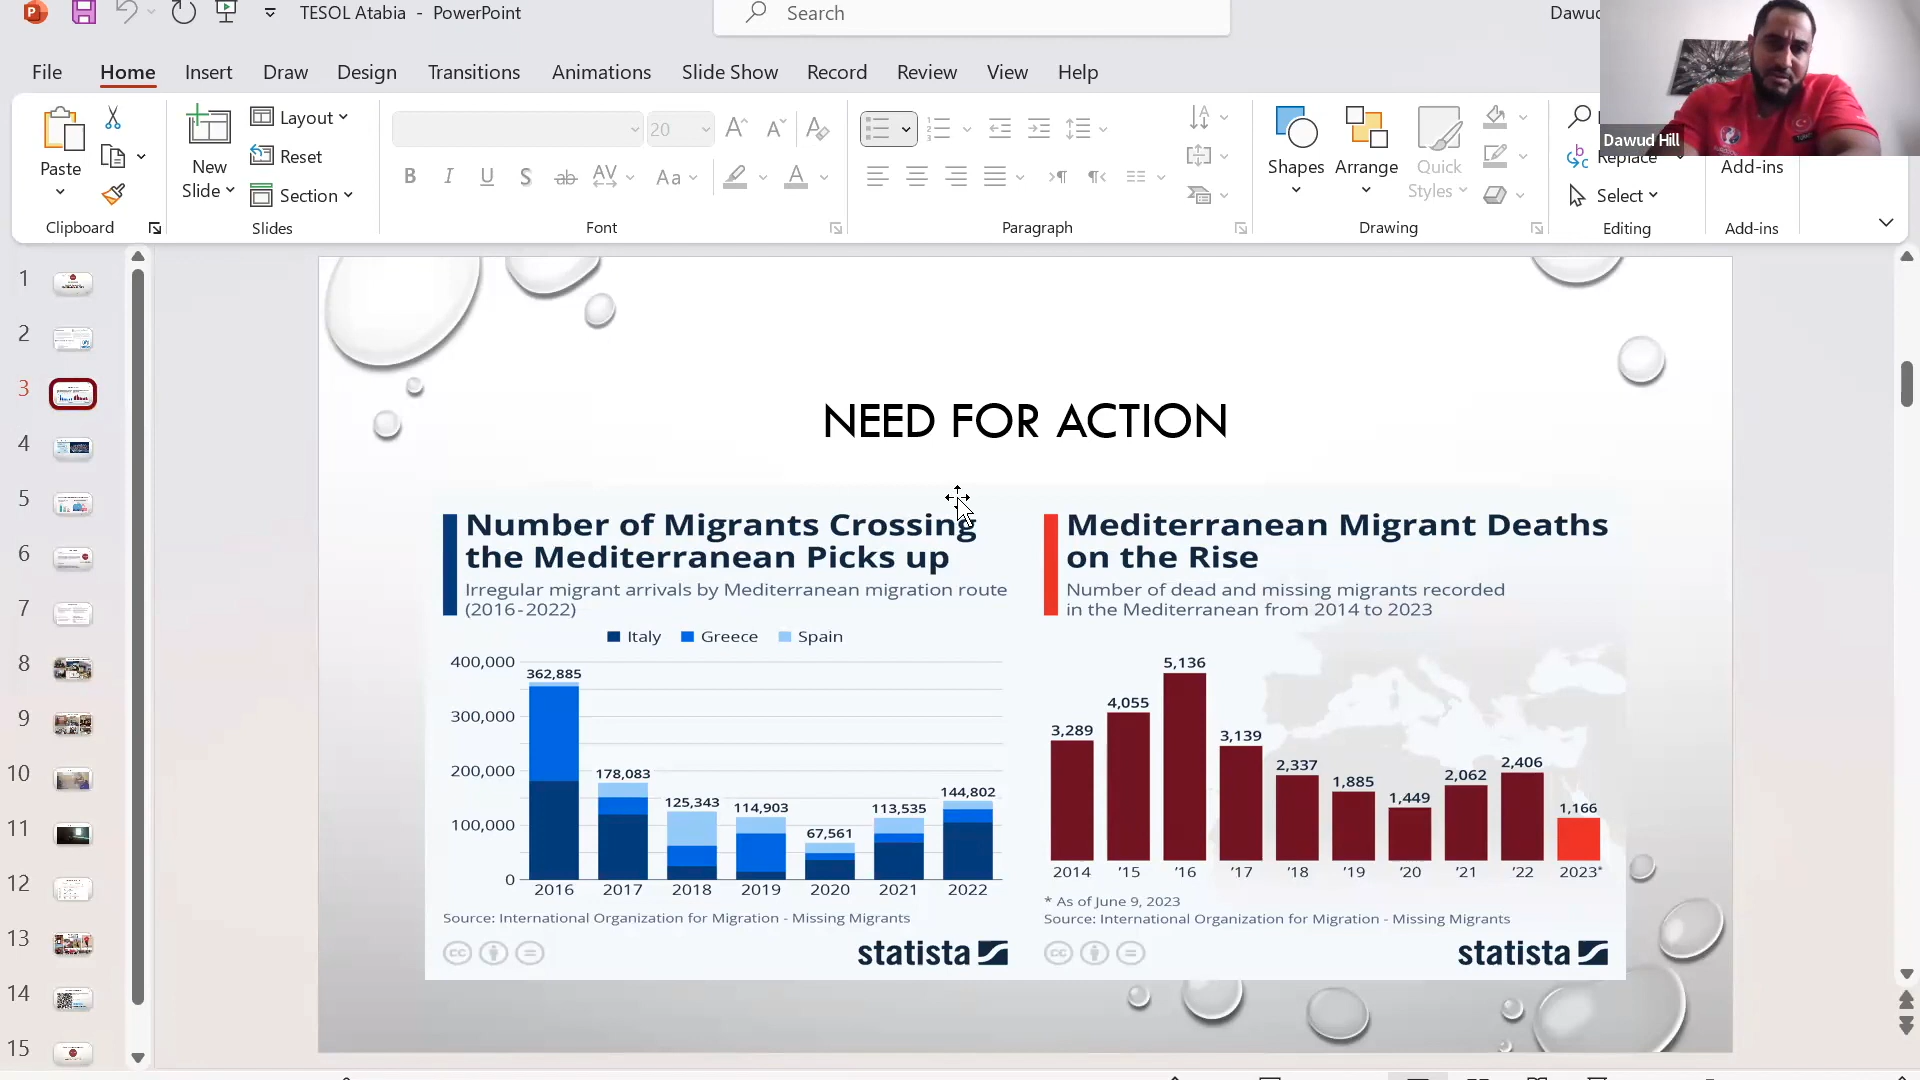 TESOL Atabia - PowerPoint
Search
Dawud
File Home Insert Draw Design Transitions Animations Slide Show Record Review View Help
Paste
New
Slide
Layout
Reset
Section
20
B I U S ab AV Aa A
Shapes
Arrange
Quick
Styles
Replace
Select
Add-ins
Dawud Hill
Clipboard
Slides
Font
Paragraph
Drawing
Editing
Add-ins
1
2
3
4
5
6
7
8
9
10
11
12
13
14
15
NEED FOR ACTION
Number of Migrants Crossing
the Mediterranean Picks up
Irregular migrant arrivals by Mediterranean migration route
(2016-2022)
Italy Greece Spain
400,000
300,000
200,000
100,000
0
362,885
178,083
125,343
114,903
67,561
113,535
144,802
2016 2017 2018 2019 2020 2021 2022
Source: International Organization for Migration - Missing Migrants
cc
statista
Mediterranean Migrant Deaths
on the Rise
Number of dead and missing migrants recorded
in the Mediterranean from 2014 to 2023
3,289
4,055
5,136
3,139
2,337
1,885
1,449
2,062
2,406
1,166
2014 '15 '16 '17 '18 '19 '20 '21 '22 2023*
* As of June 9, 2023
Source: International Organization for Migration - Missing Migrants
cc
statista